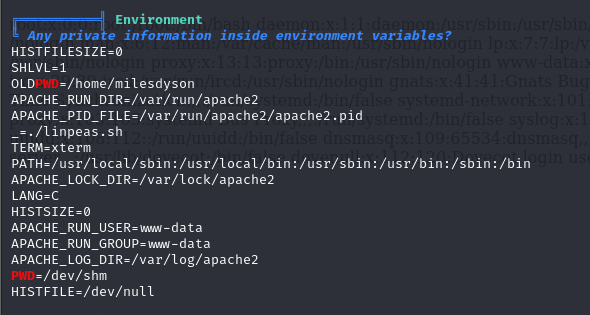 Environment
Any private information inside environment variables?
HISTFILESIZE=0
SHLVL=1
OLDPWD=/home/milesdyson
APACHE_RUN_DIR=/var/run/apache2
APACHE_PID_FILE=/var/run/apache2/apache2.pid
_=./linpeas.sh
TERM=xterm
PATH=/usr/local/sbin:/usr/local/bin:/usr/sbin:/usr/bin:/sbin:/bin
APACHE_LOCK_DIR=/var/lock/apache2
LANG=C
HISTSIZE=0
APACHE_RUN_USER=www-data
APACHE_RUN_GROUP=www-data
APACHE_LOG_DIR=/var/log/apache2
PWD=/dev/shm
HISTFILE=/dev/null